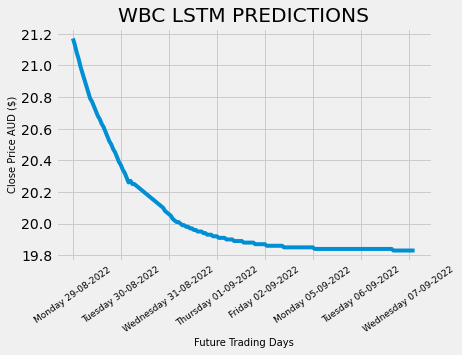 WBC LSTM PREDICTIONS
21.2
21.0
20.8
20.6
20.4
20.2
20.0
19.8
Close Price AUD ($)
Monday 29-08-2022
Tuesday 30-08-2022
Wednesday 31-08-2022
Thursday 01-09-2022
Friday 02-09-2022
Monday 05-09-2022
Tuesday 06-09-2022
Wednesday 07-09-2022
Future Trading Days